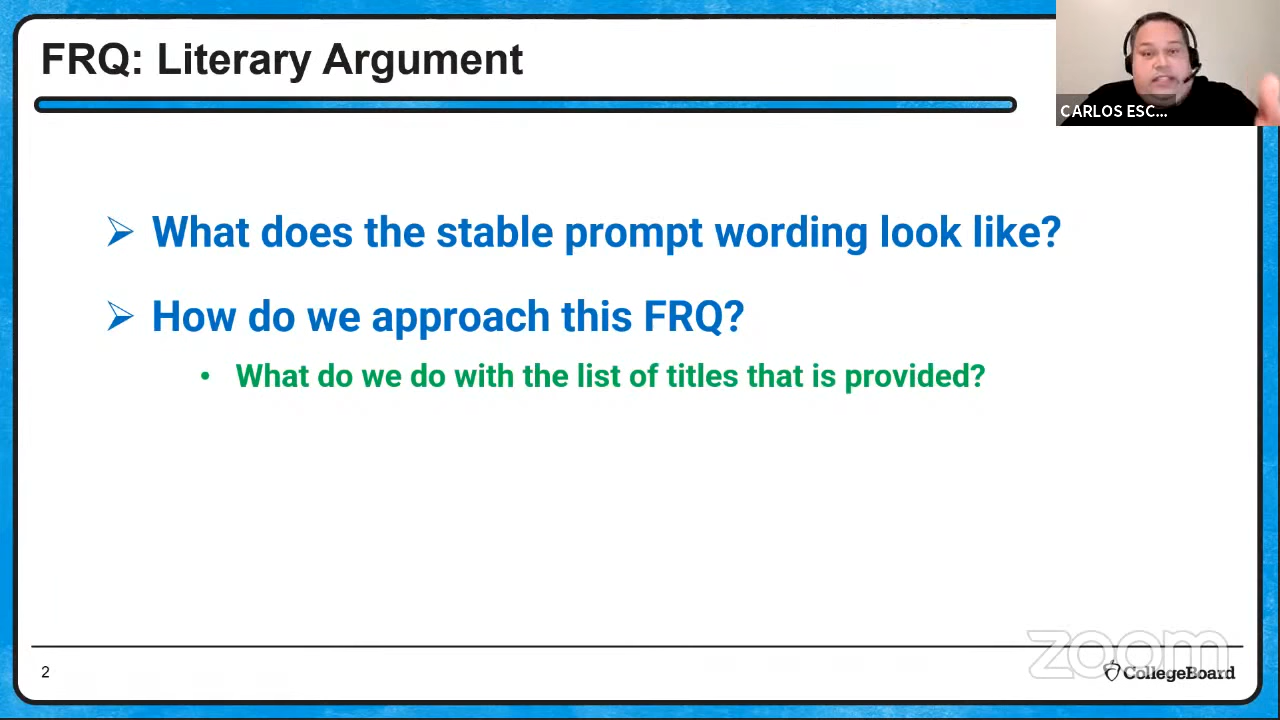 FRQ: Literary Argument
CARLOS ESC...
What does the stable prompt wording look like?
How do we approach this FRQ?
• What do we do with the list of titles that is provided?
zoom
2
CollegeBoard